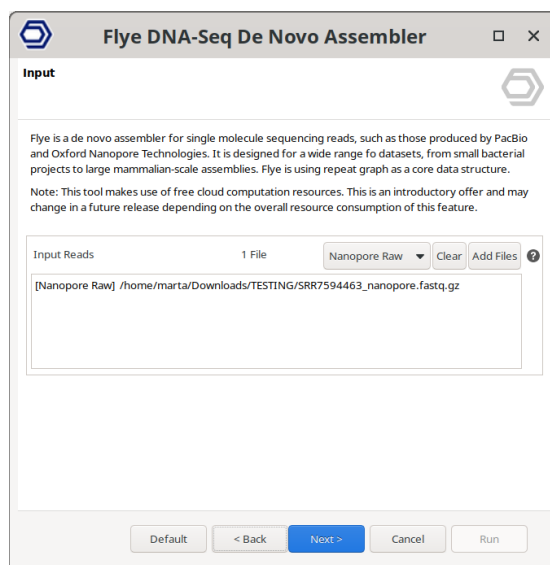 Flye DNA-Seq De Novo Assembler
Input
Flye is a de novo assembler for single molecule sequencing reads, such as those produced by PacBio
and Oxford Nanopore Technologies. It is designed for a wide range fo datasets, from small bacterial
projects to large mammalian-scale assemblies. Flye is using repeat graph as a core data structure.
Note: This tool makes use of free cloud computation resources. This is an introductory offer and may
change in a future release depending on the overall resource consumption of this feature.
Input Reads 1 File Nanopore Raw Clear Add Files ?
[Nanopore Raw] /home/marta/Downloads/TESTING/SRR7594463_nanopore.fastq.gz
Default < Back Next > Cancel Run